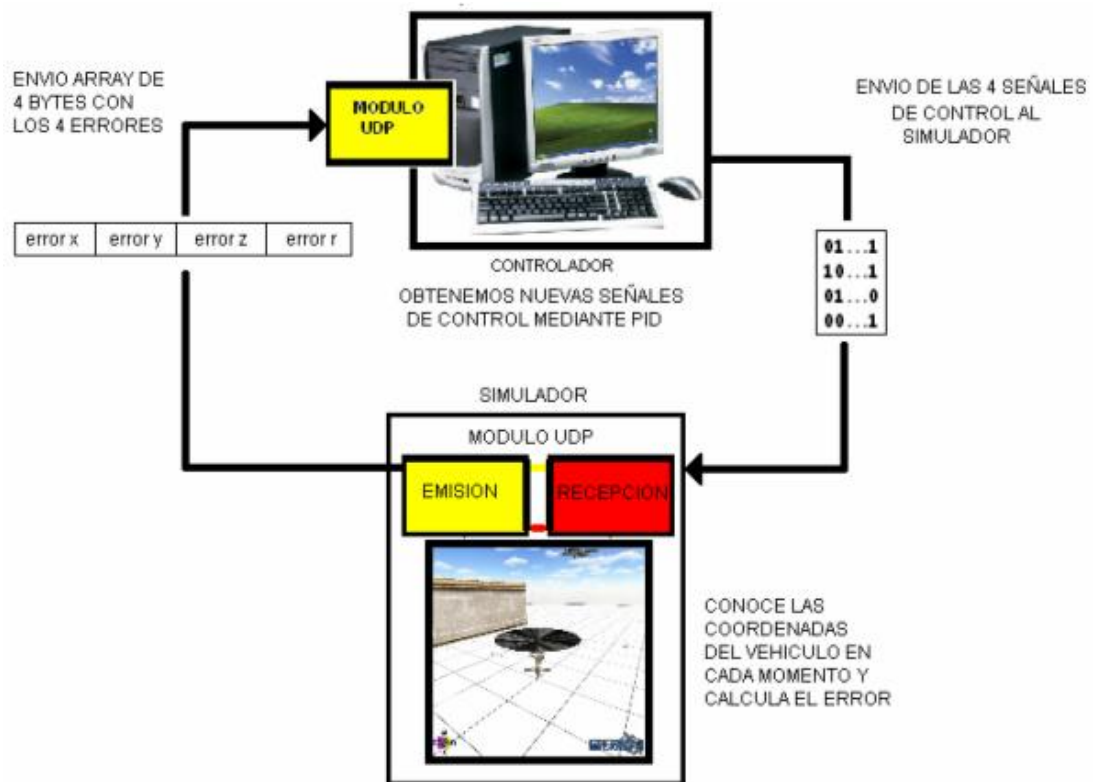 ENVIO ARRAY DE
4 BYTES CON
LOS 4 ERRORES
MODULO
UDP
ENVIO DE LAS 4 SEÑALES
DE CONTROL AL
SIMULADOR
error x error y error z error r
CONTROLADOR
OBTENEMOS NUEVAS SEÑALES
DE CONTROL MEDIANTE PID
01...1
10...1
01...0
00...1
SIMULADOR
MODULO UDP
EMISION
RECEPCION
CONOCE LAS
COORDENADAS
DEL VEHICULO EN
CADA MOMENTO Y
CALCULA EL ERROR